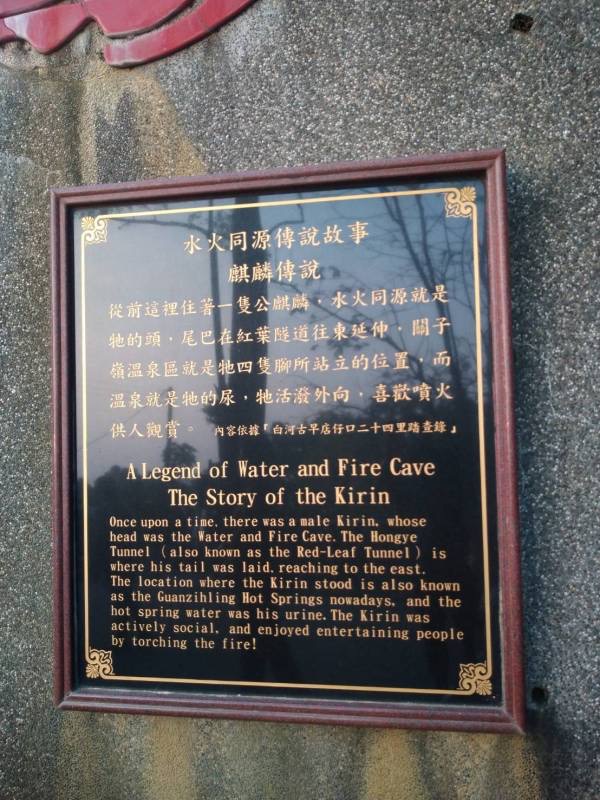 水火同源傳說故事
麒麟傳說
從前這裡住著一隻公麒麟，水火同源就是
牠的頭，尾巴在紅葉隧道往東延伸，關子
嶺溫泉區就是牠四隻腳所站立的位置，而
溫泉就是牠的尿，牠活潑外向，喜歡噴火
供人觀賞。 內容依據「白河古早店仔口二十四里踏查錄」
A Legend of Water and Fire Cave
The Story of the Kirin
Once upon a time, there was a male Kirin, whose
head was the Water and Fire Cave. The Hongye
Tunnel (also known as the Red-Leaf Tunnel) is
where his tail was laid, reaching to the east.
The location where the Kirin stood is also known
as the Guanzihling Hot Springs nowadays, and the
hot spring water was his urine. The Kirin was
actively social, and enjoyed entertaining people
by torching the fire!